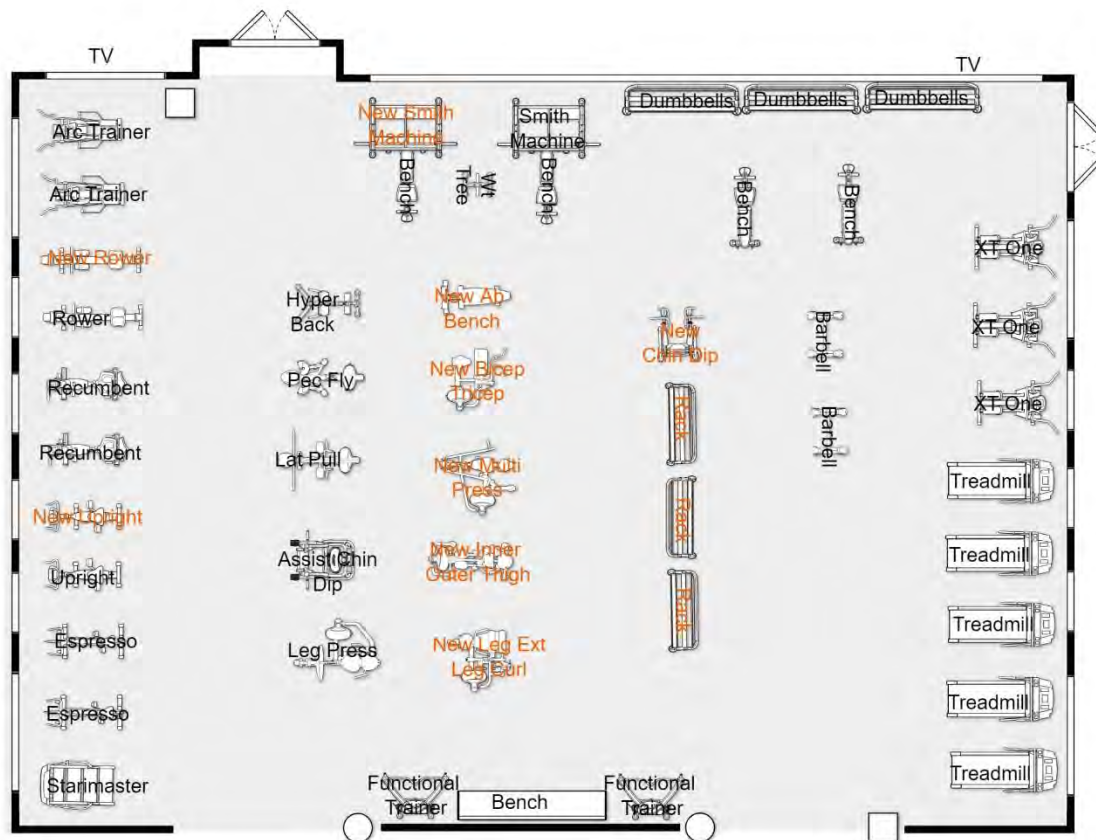 TV
TV
Arc Trainer
Arc Trainer
New Rower
Rower
Recumbent
Recumbent
New Upright
Upright
Espresso
Espresso
Starimaster
Hyper
Back
Pec Fly
Lat Pull
Assist Chin
Dip
Leg Press
New Smith
Machine
Bench
Wt
Tree
Smith
Machine
Bench
New Ab
Bench
New Bicep
Tricep
New Multi
Press
New Inner
Outer Thigh
New Leg Ext
Leg Curl
Functional
Trainer
Bench
Functional
Trainer
Dumbbells
Dumbbells
Dumbbells
Bench
Bench
New
Chin Dip
Rack
Rack
Rack
Barbell
Barbell
XT One
XT One
XT One
Treadmill
Treadmill
Treadmill
Treadmill
Treadmill